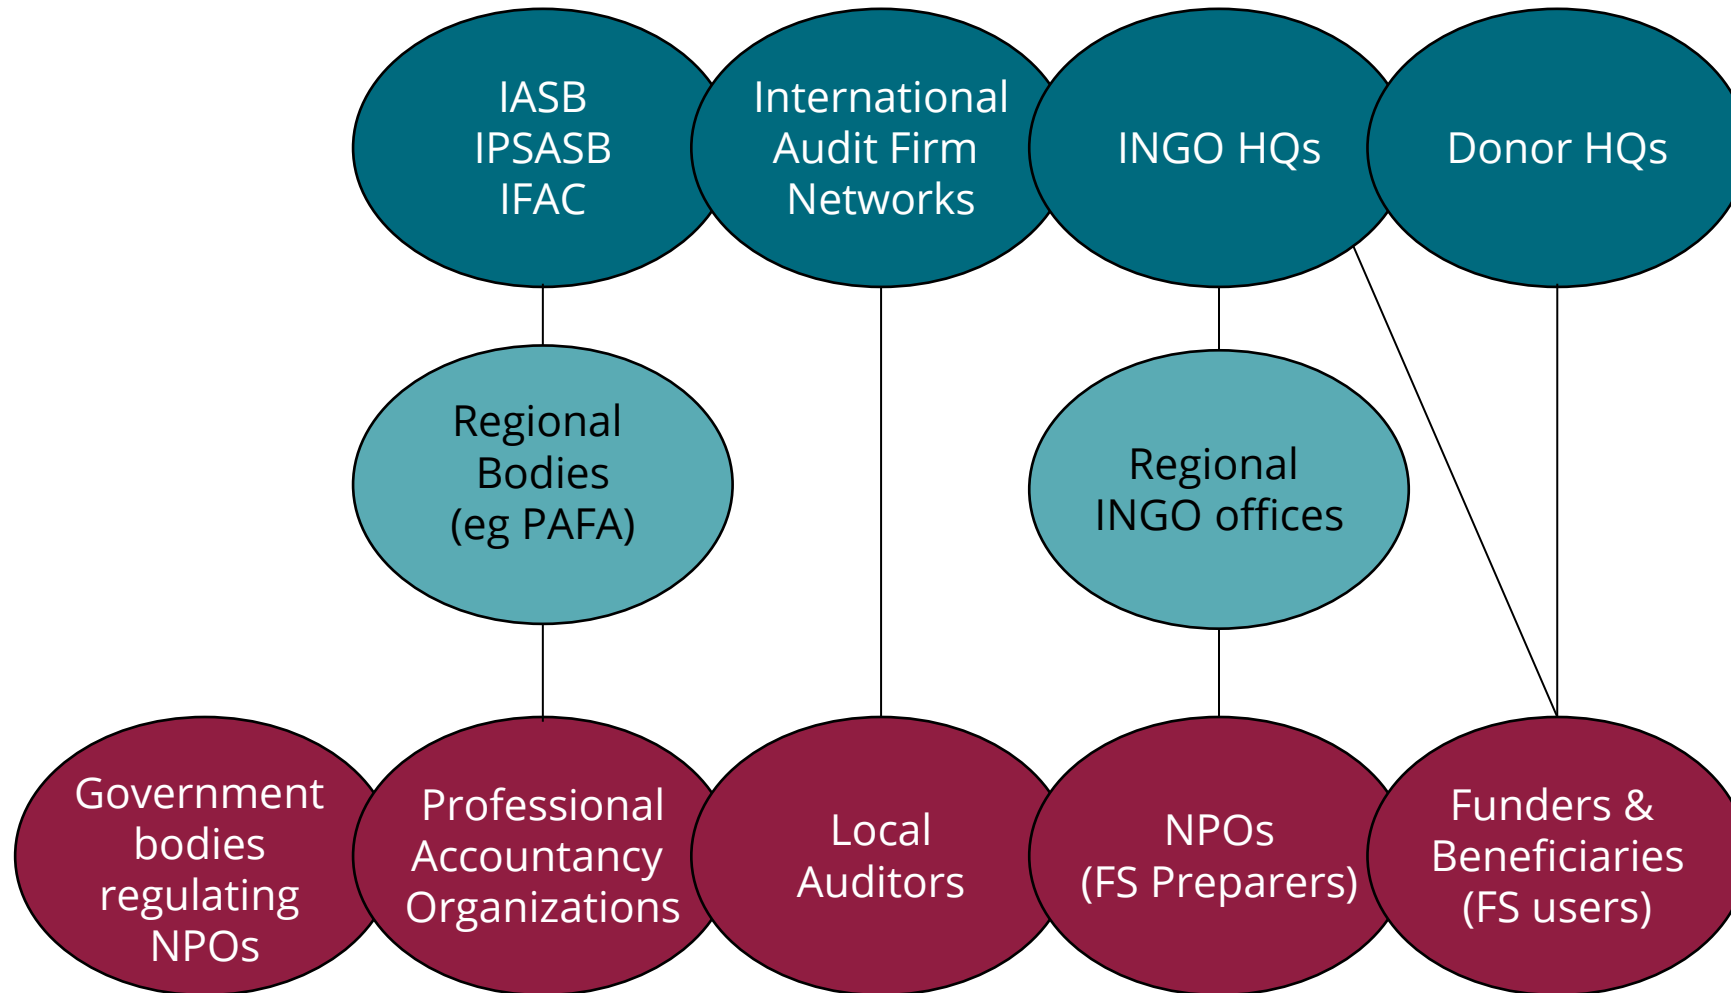 IASB
IPSASB
IFAC
International
Audit Firm
Networks
INGO HQs
Donor HQs
Regional
Bodies
(eg PAFA)
Regional
INGO offices
Government
bodies
regulating
NPOs
Professional
Accountancy
Organizations
Local
Auditors
NPOs
(FS Preparers)
Funders &
Beneficiaries
(FS users)